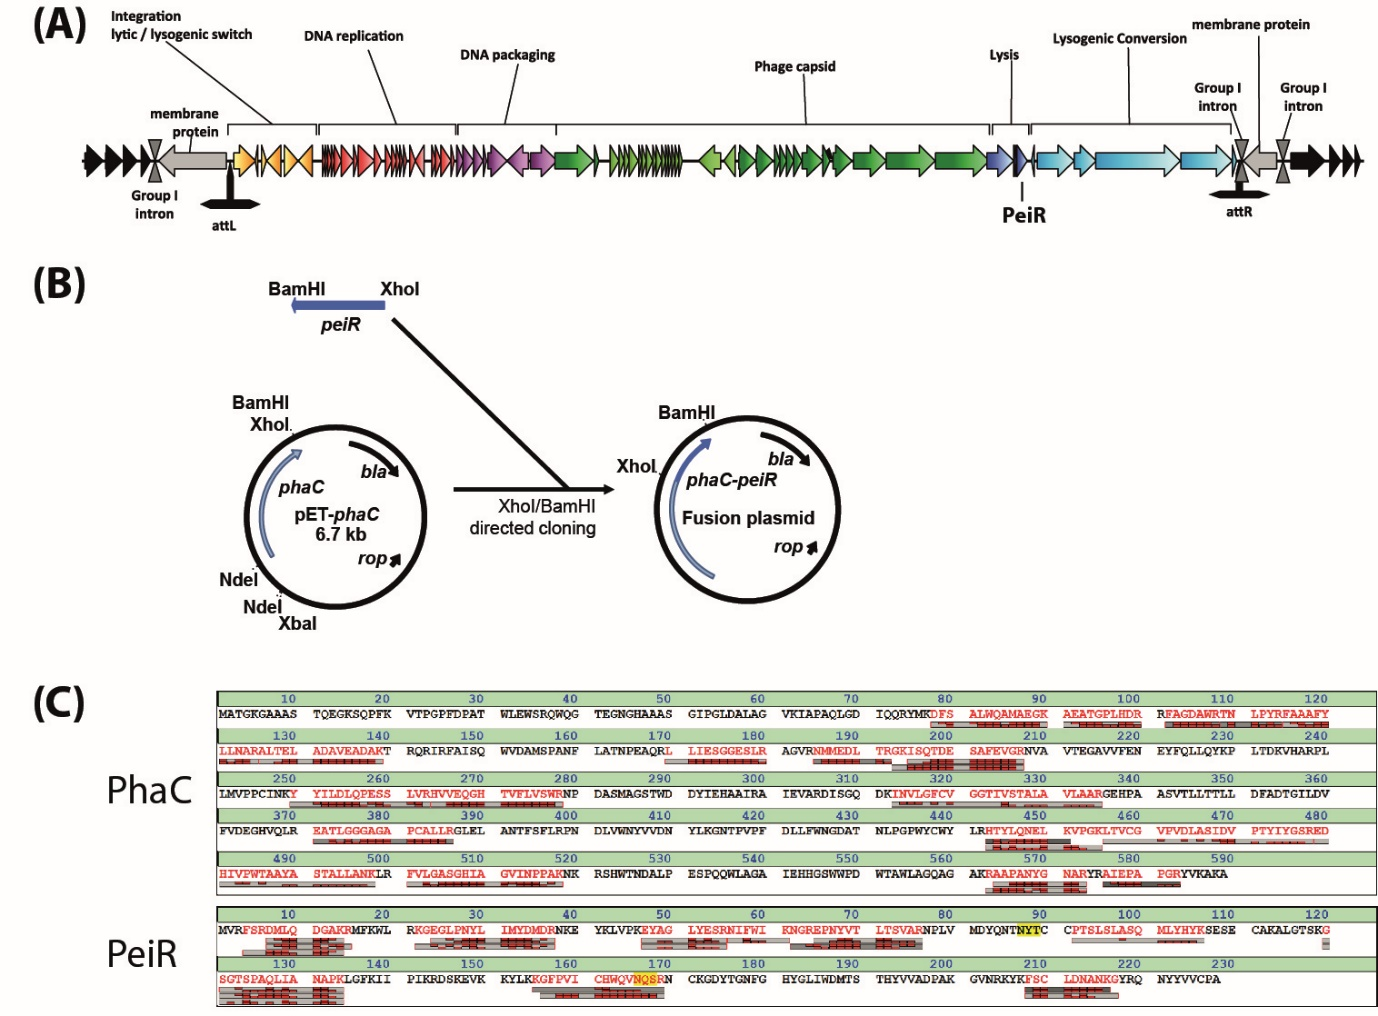 (A)
Integration
lytic / lysogenic switch
DNA replication
DNA packaging
Phage capsid
Lysis
Lysogenic Conversion
membrane protein
membrane
protein
Group I
intron
Group I
intron
Group I
intron
attL
PeiR
attR
(B)
BamHI XhoI
peiR
BamHI
XhoI
phaC
bla
pET-phaC
6.7 kb
rop
NdeI
NdeI
XbaI
XhoI/BamHI
directed cloning
BamHI
XhoI
bla
phaC-peiR
Fusion plasmid
rop
(C)
PhaC
10 20 30 40 50 60 70 80 90 100 110 120
MATGKGAAAS TQEGKSQPFK VTPGPFDPAT WLEWSRQWQG TEGNGHAAAS GIPGLDALAG VKIAPAQLGD IQQRYMKDFS ALWQAMAEGK AEATGPLHDR RFAGDAWRTN LPYRFAAAFY
130 140 150 160 170 180 190 200 210 220 230 240
LLNARALTEL ADAVEADAKT RQRIRFAISQ WVDAMSPANF LATNPEAQRL LIESGGESLR AGVRNMMEDL TRGKISQTDE SAFEVGRNVA VTEGAVVFEN EYFQLLQYKP LTDKVHARPL
250 260 270 280 290 300 310 320 330 340 350 360
LMVPPCINKY YILDLQPESS LVRHVVEQGH TVFLVSWRNP DASMAGSTWD DYIEHAAIRA IEVARDISGQ DKINVLGFCV GGTIVSTALA VLAARGEHPA ASVTLLTTLL DFADTGILDV
370 380 390 400 410 420 430 440 450 460 470 480
FVDEGHVQLR EATLGGGAGA PCALLRGLEL ANTFSFLRPN DLVWNYVVDN YLKGNTPVPF DLLFWNGDAT NLPGPWYCWY LRHTYLQNEL KVPGKLTVCG VPVDLASIDV PTYIYGSRED
490 500 510 520 530 540 550 560 570 580 590
HIVPWTAAYA STALLANKLR FVLGASGHIA GVINPPAKNK RSHWTNDALP ESPQQWLAGA IEHHGSWWPD WTAWLAGQAG AKRAAPANYG NARYRAIEPA PGRYVKAKA
PeiR
10 20 30 40 50 60 70 80 90 100 110 120
MVRFSRDMLQ DGAKRMFKWL RKGEGLPNYL IMYDMDRNKE YKLVPKEYAG LYESRNIFWI KNGREPNYVT LTSVARNPLV MDYQNTNYTC CPTSLSLASQ MLYHYKSESE CAKALGTSKG
130 140 150 160 170 180 190 200 210 220 230
SGTSPAQLIA NAPKLGFKII PIKRDSKEVK KYLKKGFPVI CHWQVNQSRN CKGDYTGNFG HYGLIWDMTS THYVVADPAK GVNRKYKFSC LDNANKGYRQ NYYVVCPA